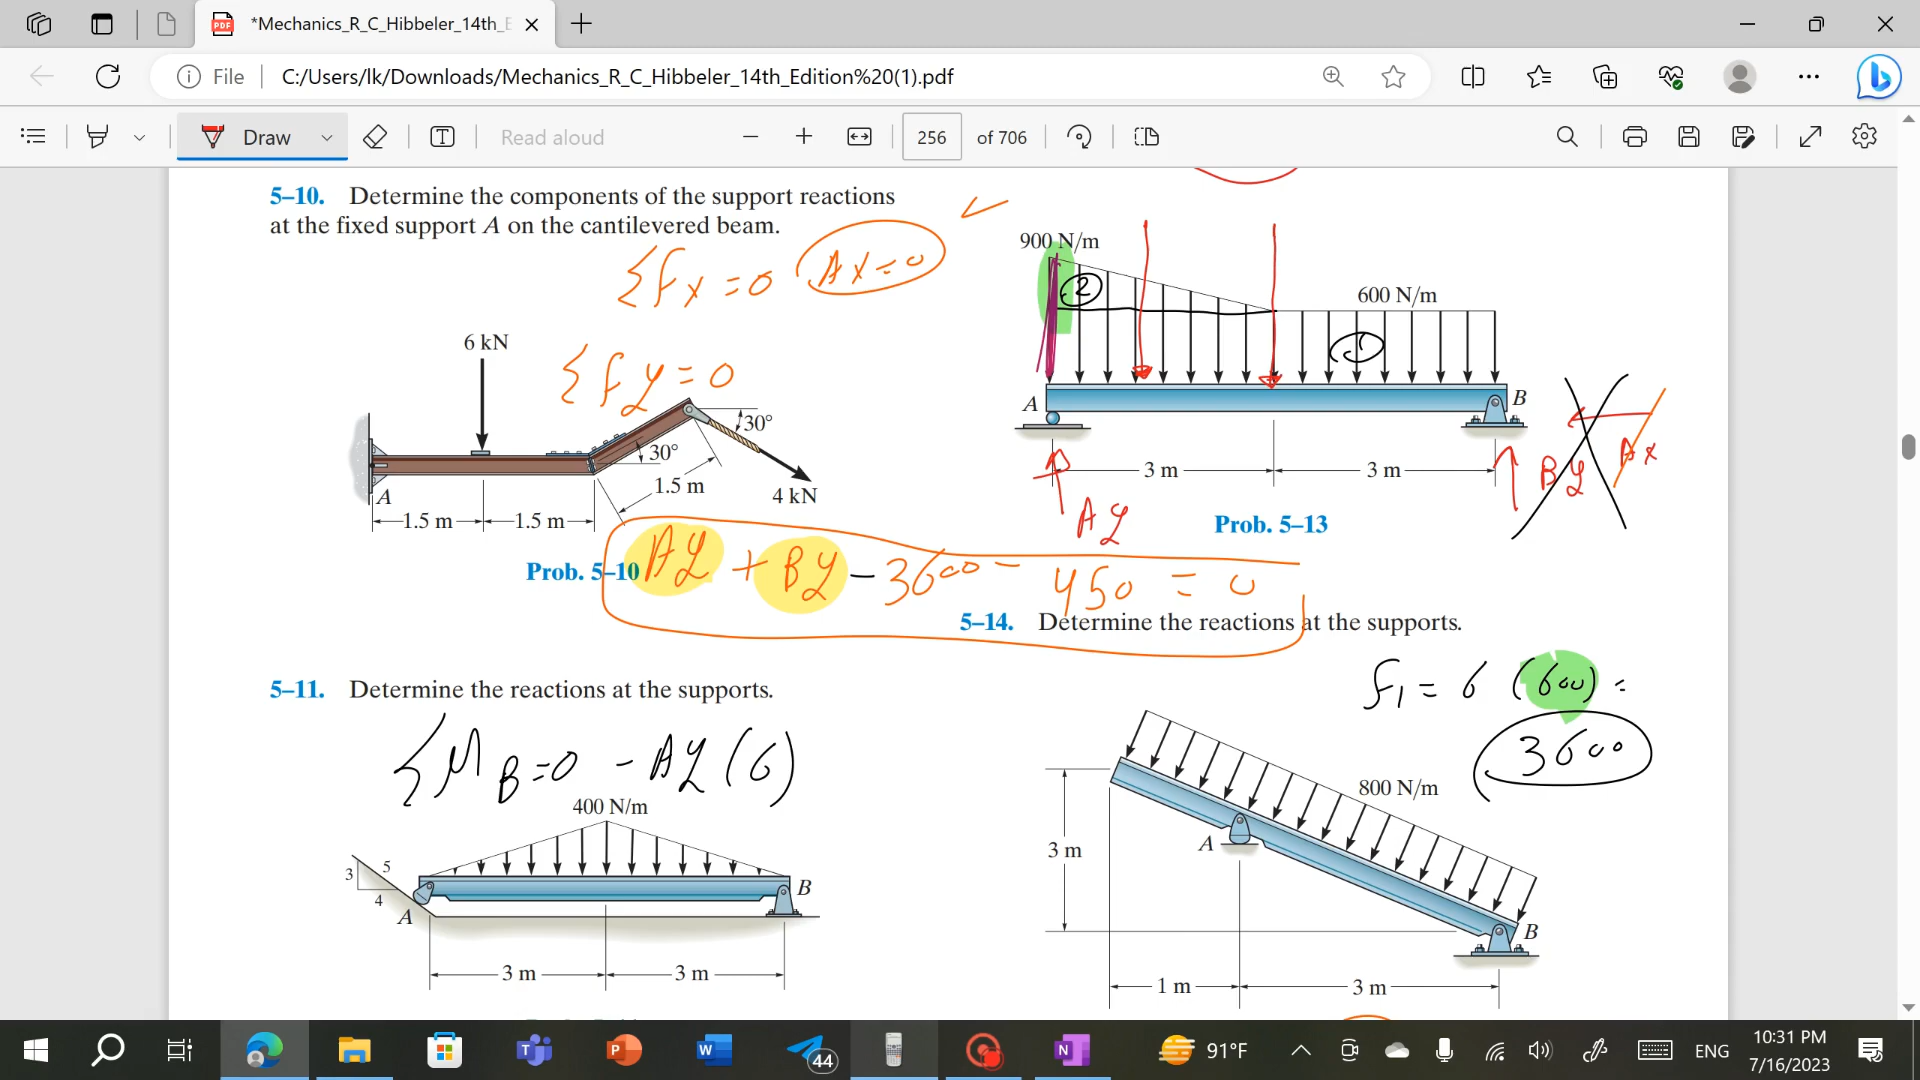 *Mechanics_R_C_Hibbeler_14th_E
File
C:/Users/lk/Downloads/Mechanics_R_C_Hibbeler_14th_Edition%20(1).pdf
Draw
Read aloud
256
of 706
5–10. Determine the components of the support reactions
at the fixed support A on the cantilevered beam.
Σfx = 0 Ax = 0
Σfy = 0
6 kN
30°
30°
1.5 m
4 kN
A
1.5 m
1.5 m
Prob. 5–10
900 N/m
2
600 N/m
1
A
B
3 m
3 m
Ay
By
Ax
Prob. 5–13
Ay + By - 3600 - 450 = 0
5–14. Determine the reactions at the supports.
f1 = 6 (600) =
3600
5–11. Determine the reactions at the supports.
ΣMB=0 - Ay (6)
400 N/m
3
5
4
A
B
3 m
3 m
800 N/m
3 m
A
B
1 m
3 m
44
91°F
ENG
10:31 PM
7/16/2023